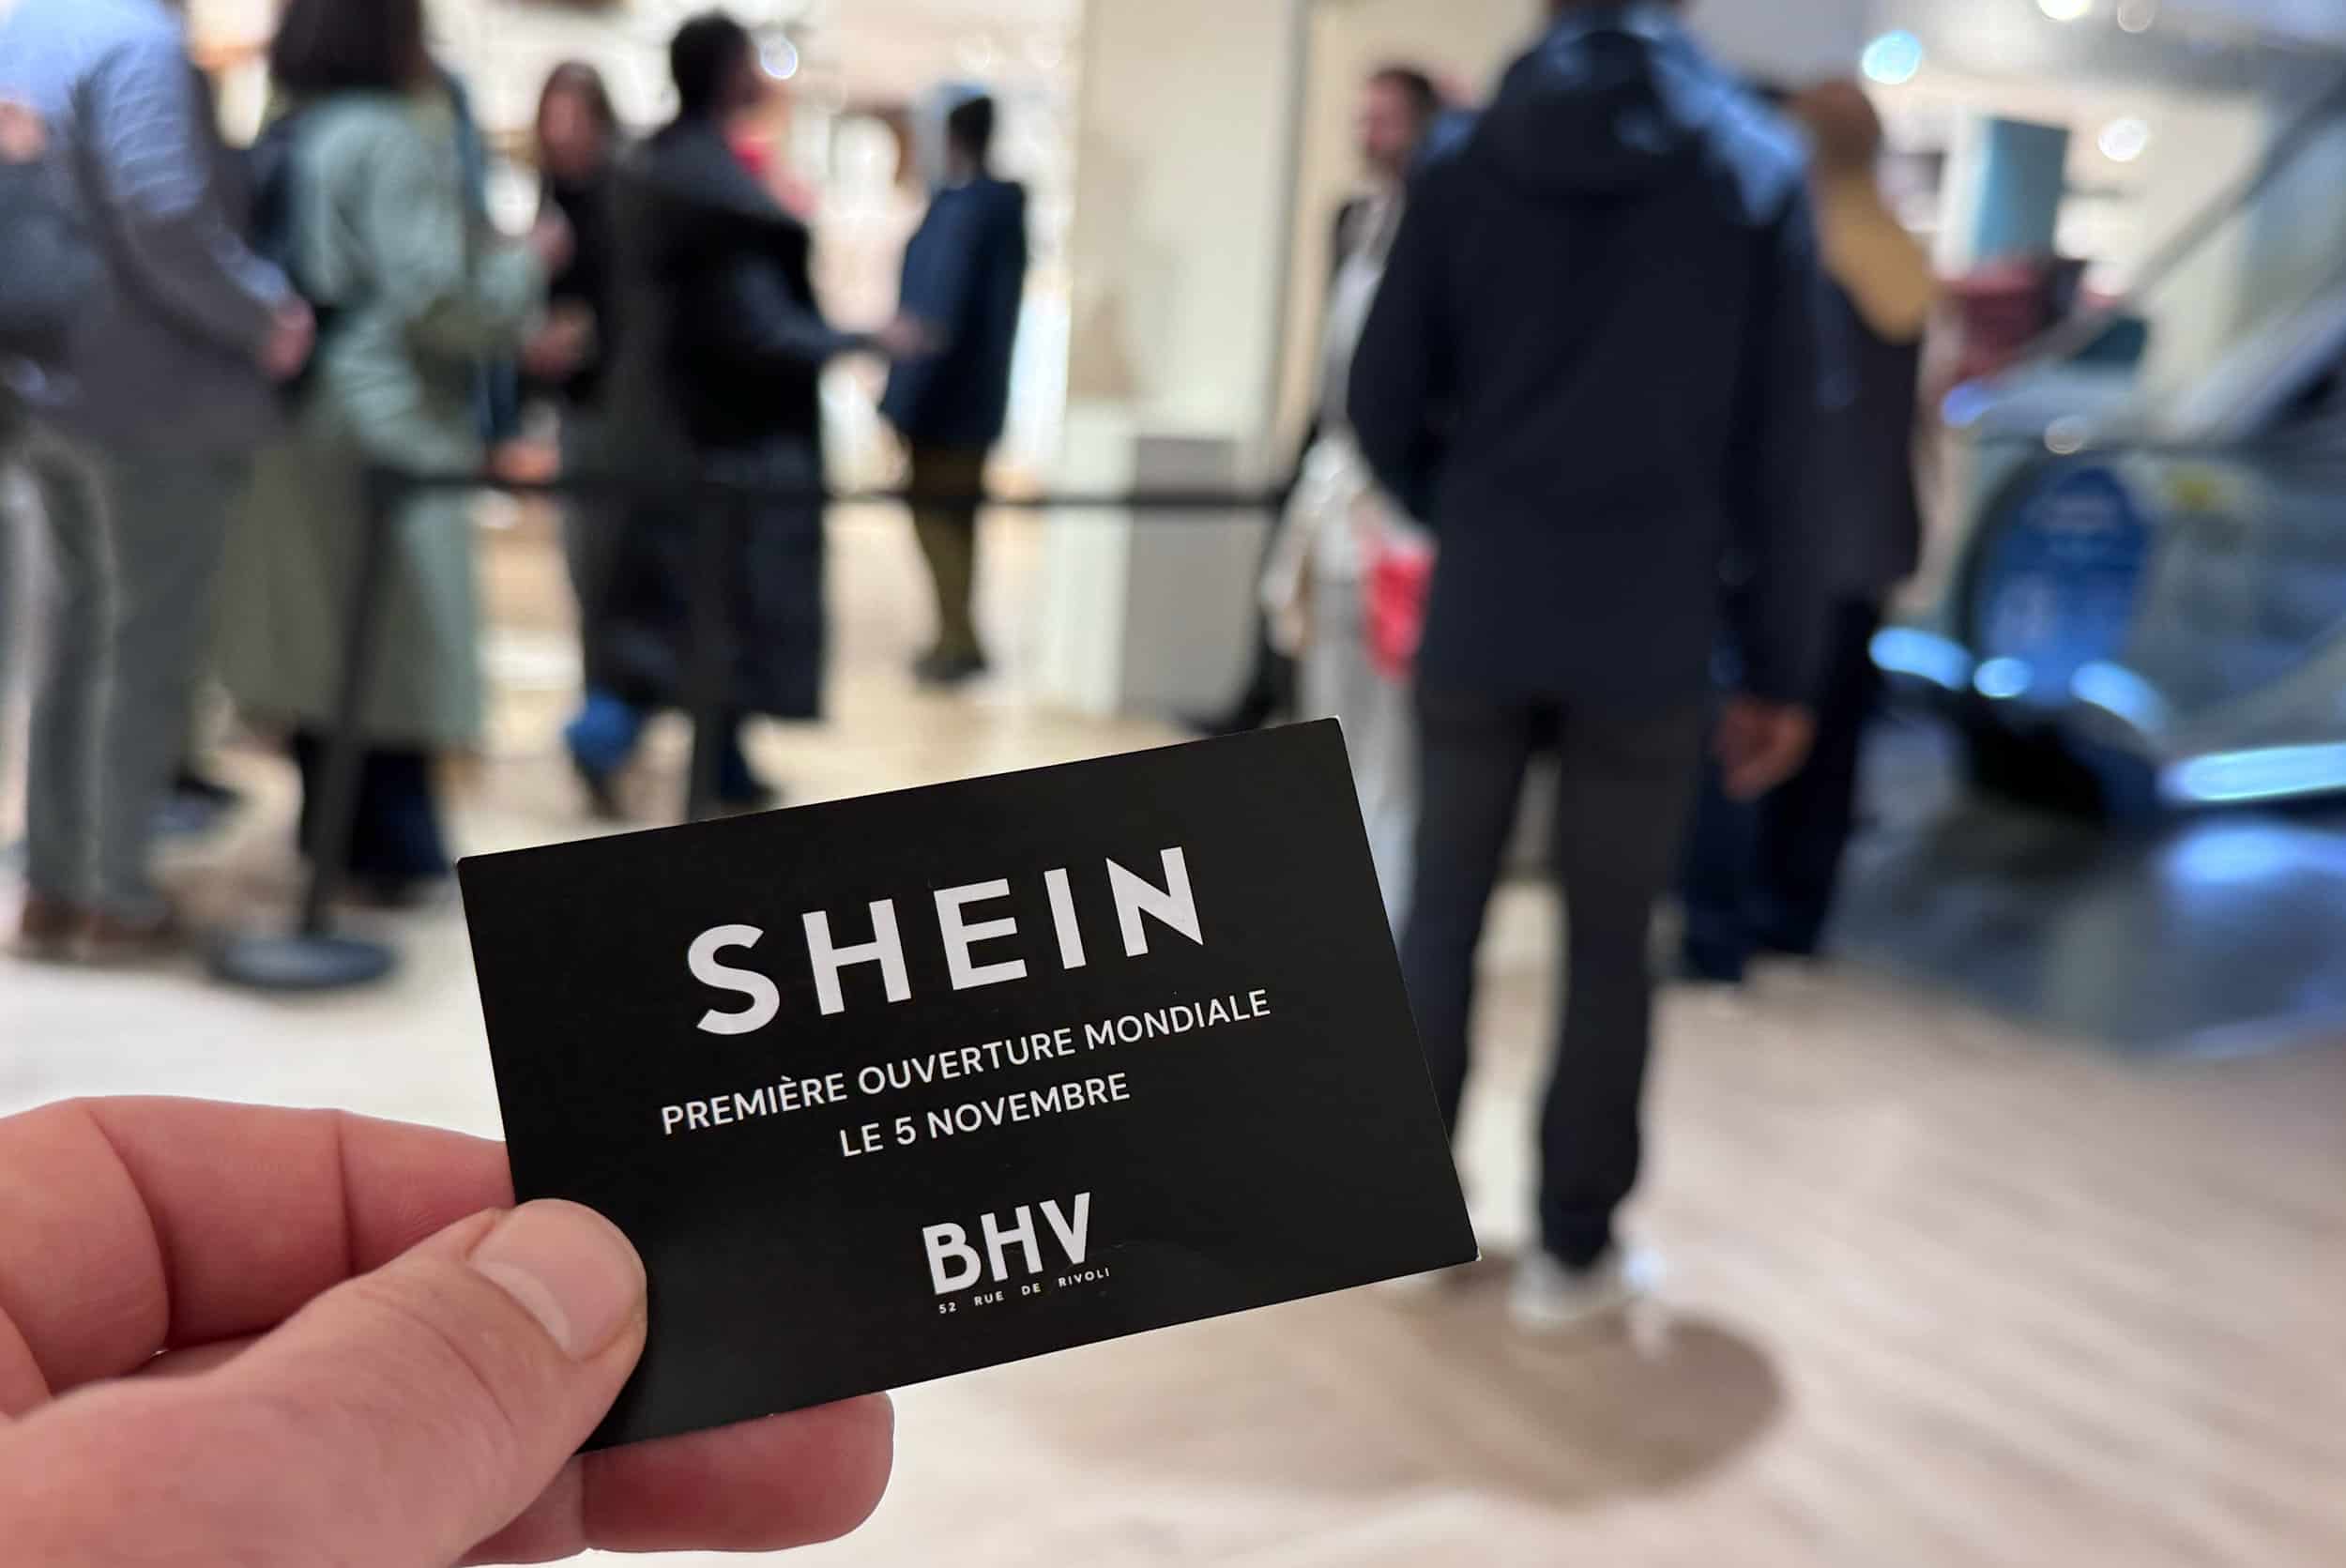 SHEIN
PREMIÈRE OUVERTURE MONDIALE
LE 5 NOVEMBRE
BHV
52 RUE DE RIVOLI